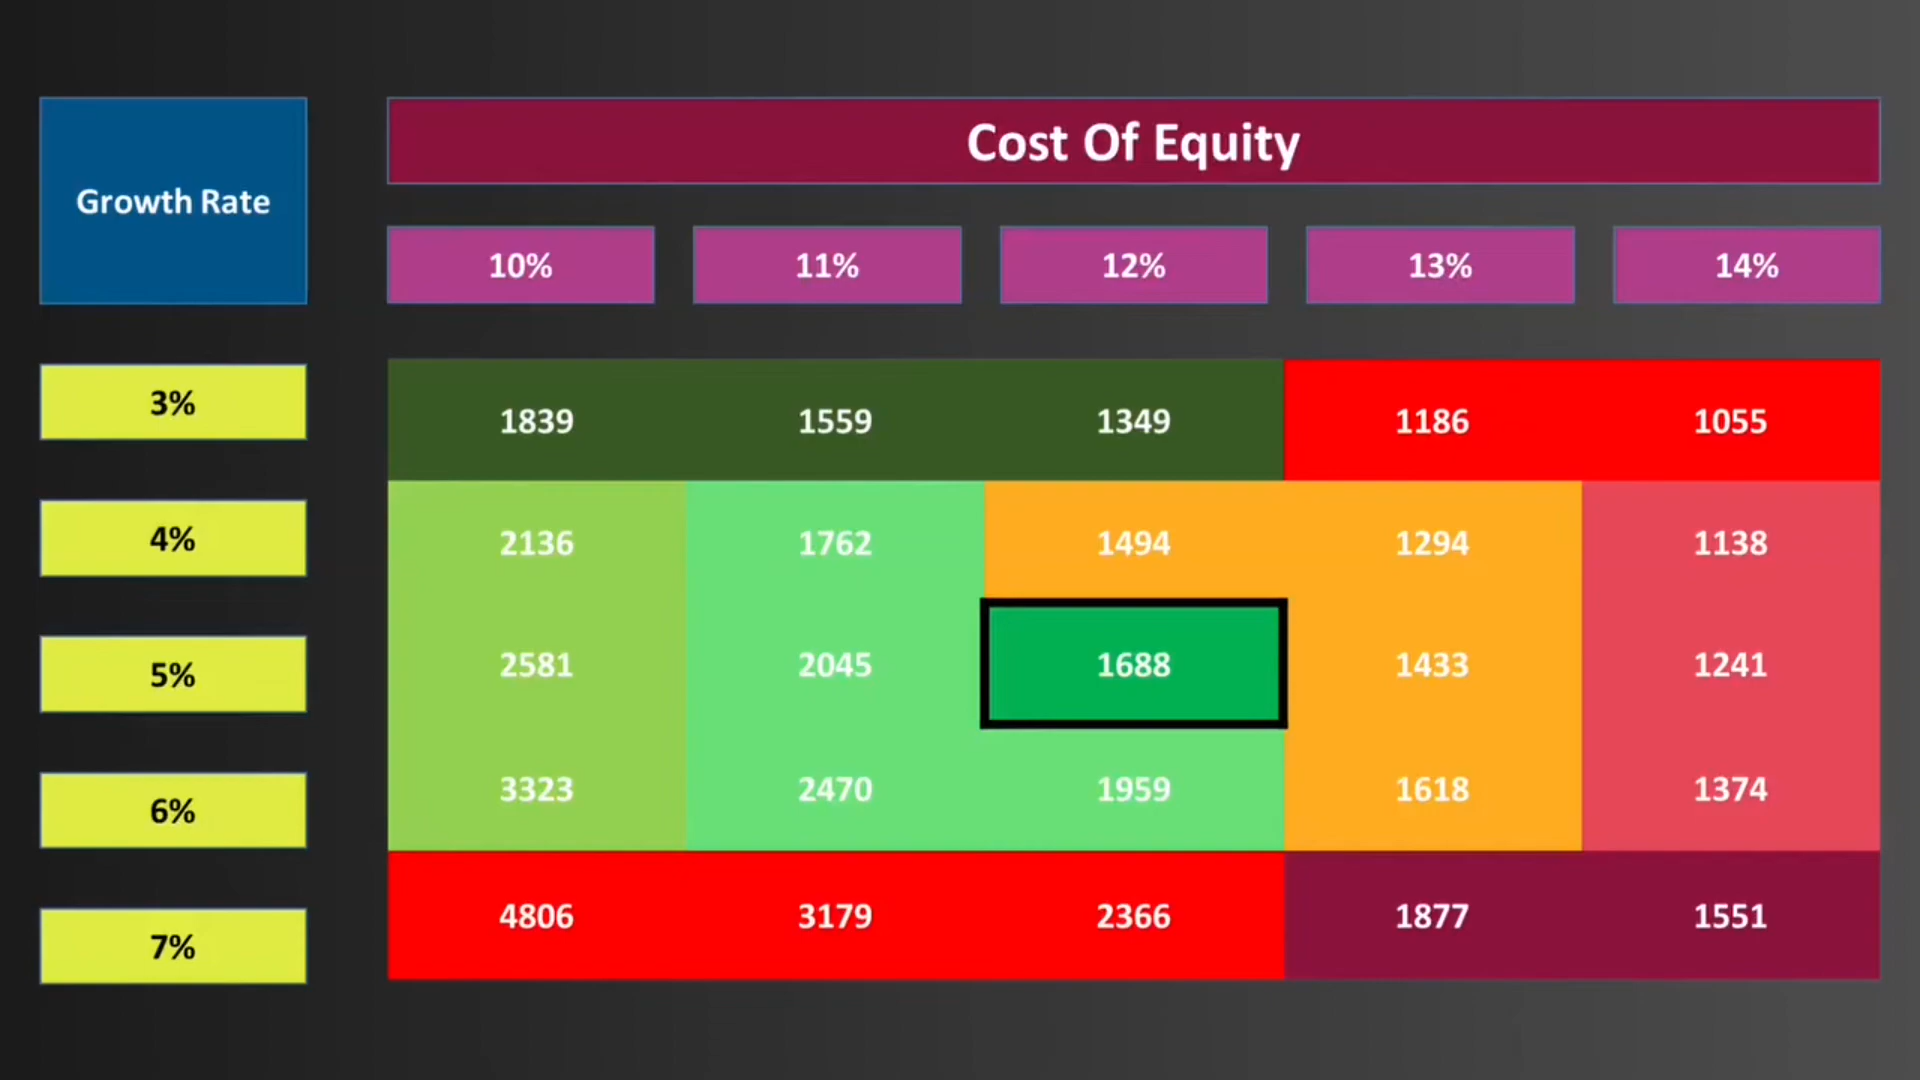 Growth Rate
Cost Of Equity
10% 11% 12% 13% 14%
3% 1839 1559 1349 1186 1055
4% 2136 1762 1494 1294 1138
5% 2581 2045 1688 1433 1241
6% 3323 2470 1959 1618 1374
7% 4806 3179 2366 1877 1551